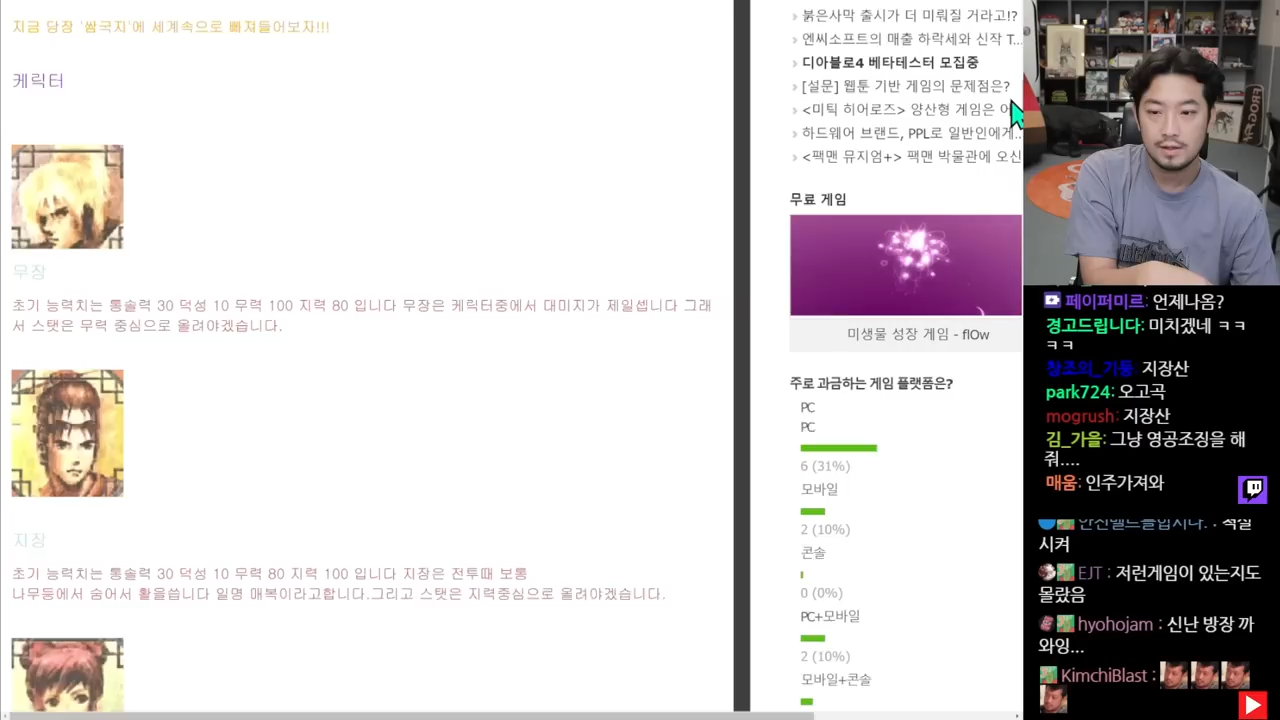 지금 당장 '쌈국지'에 세계속으로 빠져들어보자!!!
케릭터
무장
초기 능력치는 통솔력 30 덕성 10 무력 100 지력 80 입니다 무장은 케릭터중에서 대미지가 제일셉니다 그래
서 스탯은 무력 중심으로 올려야겠습니다.
지장
초기 능력치는 통솔력 30 덕성 10 무력 80 지력 100 입니다 지장은 전투때 보통
나무등에서 숨어서 활을씁니다 일명 매복이라고합니다.그리고 스탯은 지력중심으로 올려야겠습니다.
붉은사막 출시가 더 미뤄질 거라고!?
엔씨소프트의 매출 하락세와 신작 T...
디아블로4 베타테스터 모집중
[설문] 웹툰 기반 게임의 문제점은?
<미틱 히어로즈> 양산형 게임은 어
하드웨어 브랜드, PPL로 일반인에게...
<팩맨 뮤지엄+> 팩맨 박물관에 오신
무료 게임
미생물 성장 게임 - flOw
주로 과금하는 게임 플랫폼은?
PC
PC
6 (31%)
모바일
2 (10%)
콘솔
0 (0%)
PC+모바일
2 (10%)
모바일+콘솔
FROG
페이퍼미르: 언제나옴?
경고드립니다: 미치겠네 ㅋㅋ
ㅋㅋ
창조의_기둥: 지장산
park724: 오고곡
mogrush: 지장산
김_가을: 그냥 영공조징을 해
줘....
매움: 인주가져와
시켜
EJT : 저런게임이 있는지도
몰랐음
hyohojam : 신난 방장 까
와잉...
KimchiBlast :